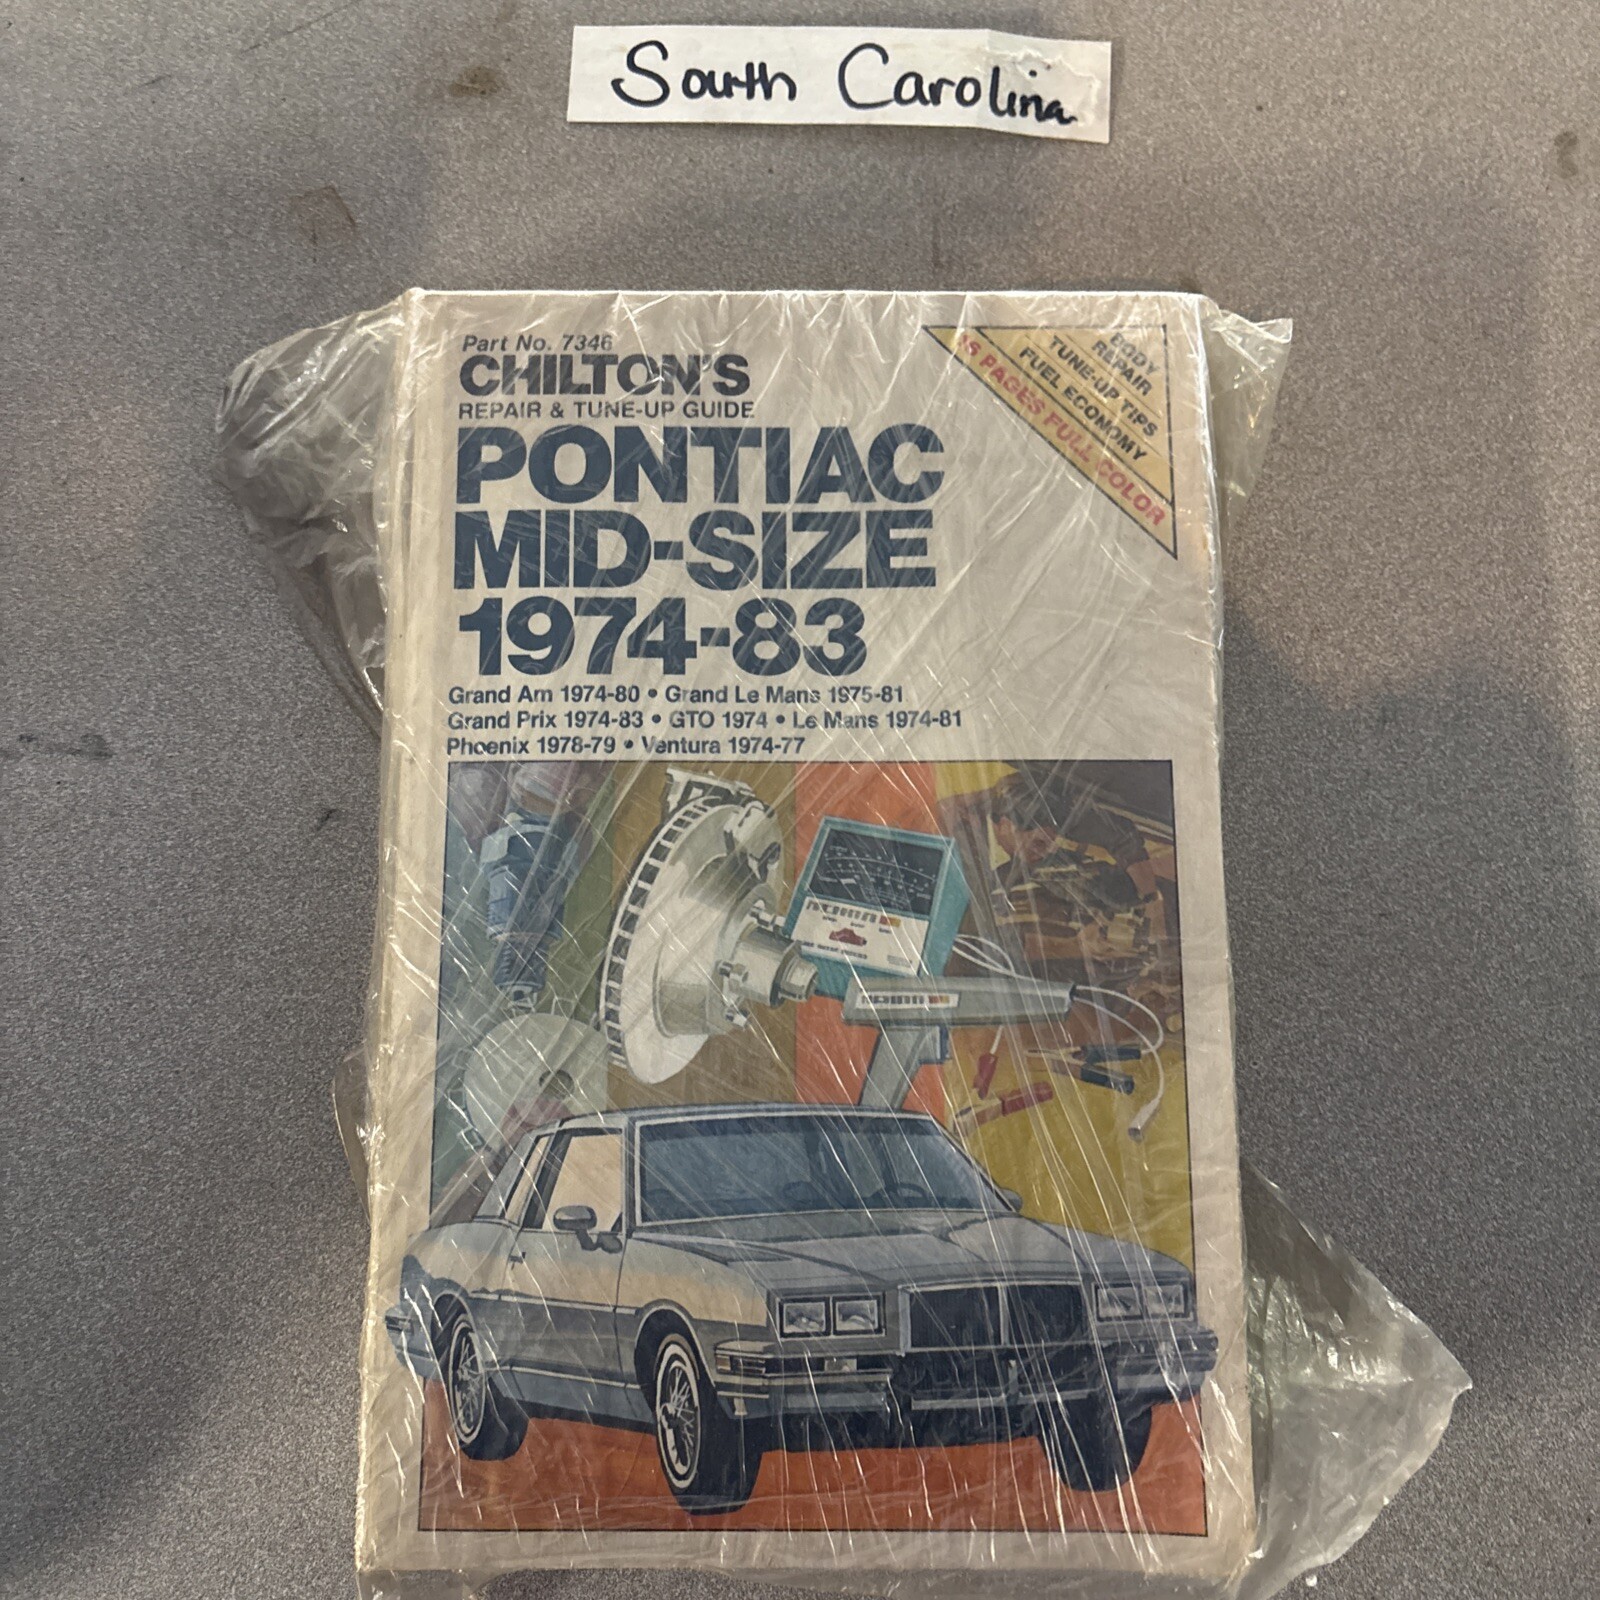 South Carolina
Part No. 7346
CHILTON'S
REPAIR & TUNE-UP GUIDE
PONTIAC
MID-SIZE
1974-83
Grand Am 1974-80 • Grand Le Mans 1975-81
Grand Prix 1974-83 • GTO 1974 • Le Mans 1974-81
Phoenix 1978-79 • Ventura 1974-77
BODY
REPAIR
TUNE-UP TIPS
FUEL ECONOMY
16 PAGES FULL COLOR